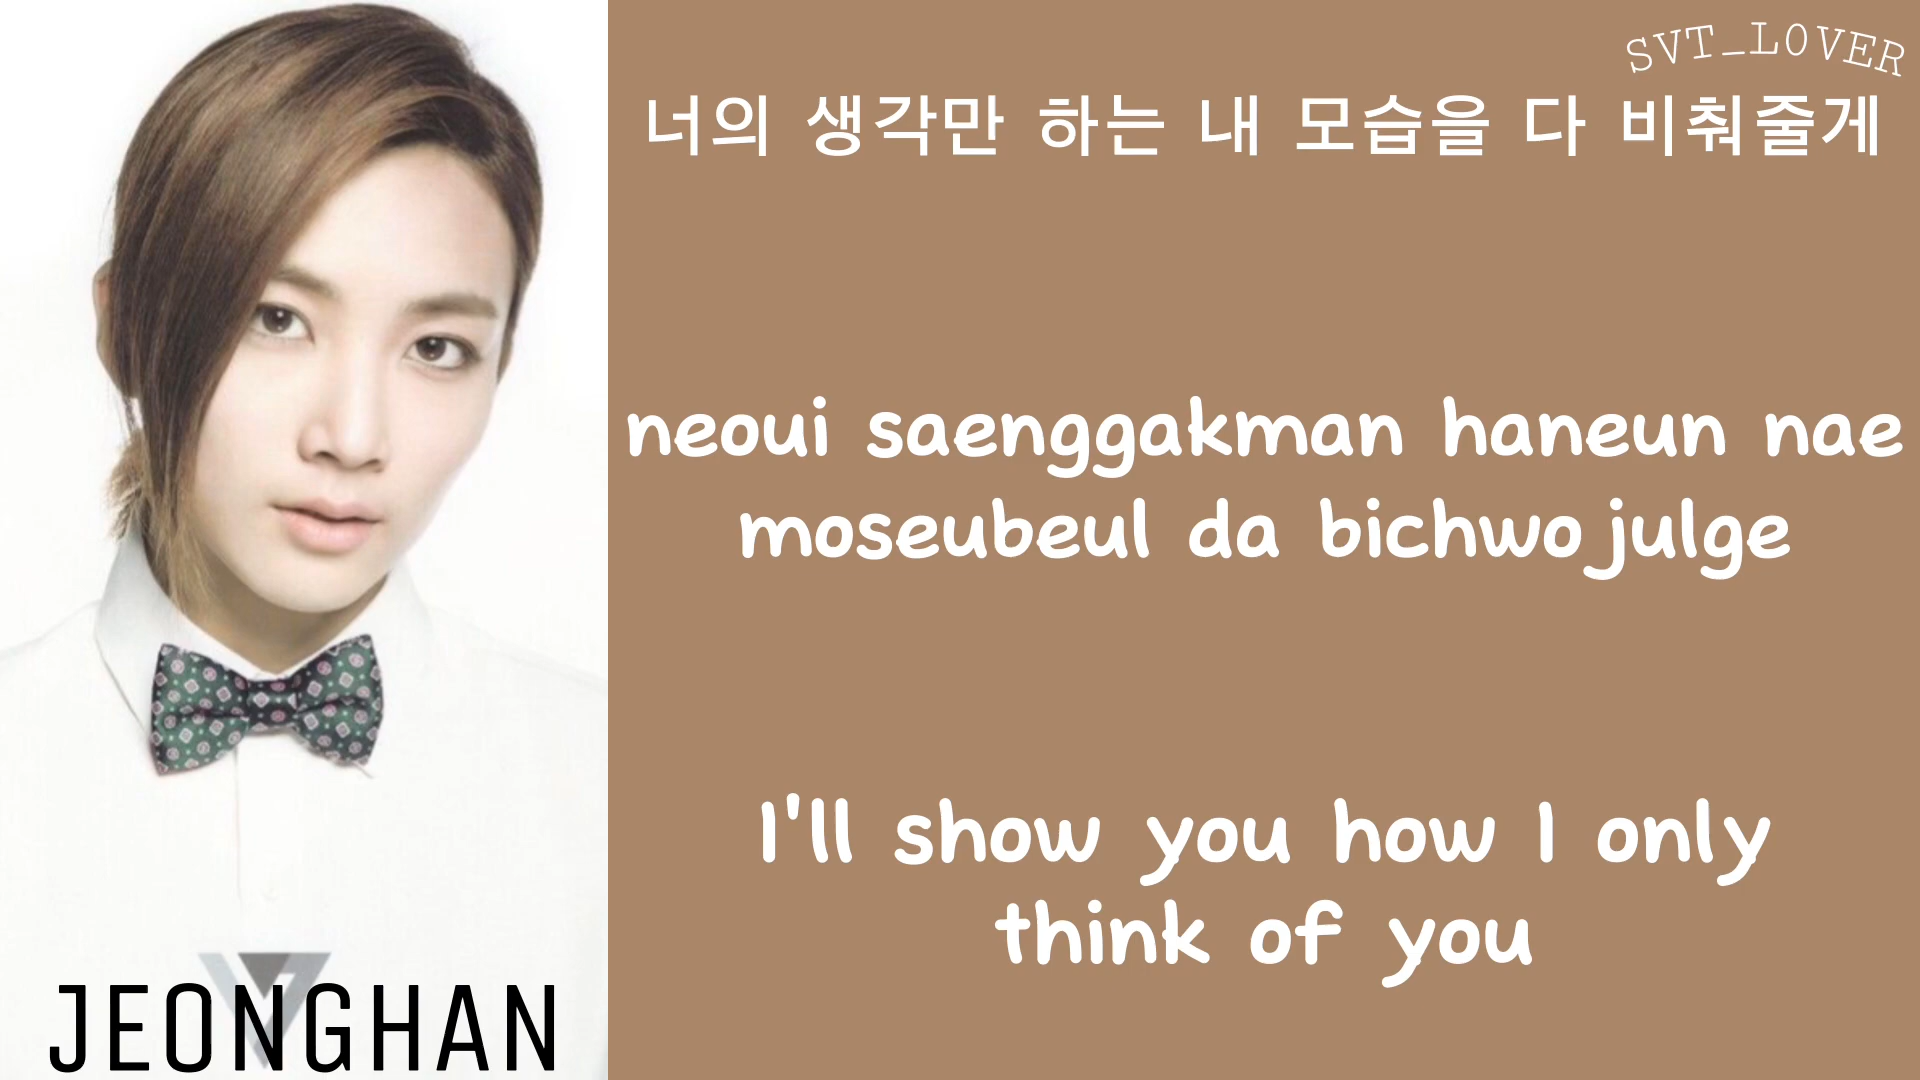 SVT_L0VER
너의 생각만 하는 내 모습을 다 비춰줄게
neoui saenggakman haneun nae
moseubeul da bichwojulge
I'll show you how I only
think of you
JEONGHAN